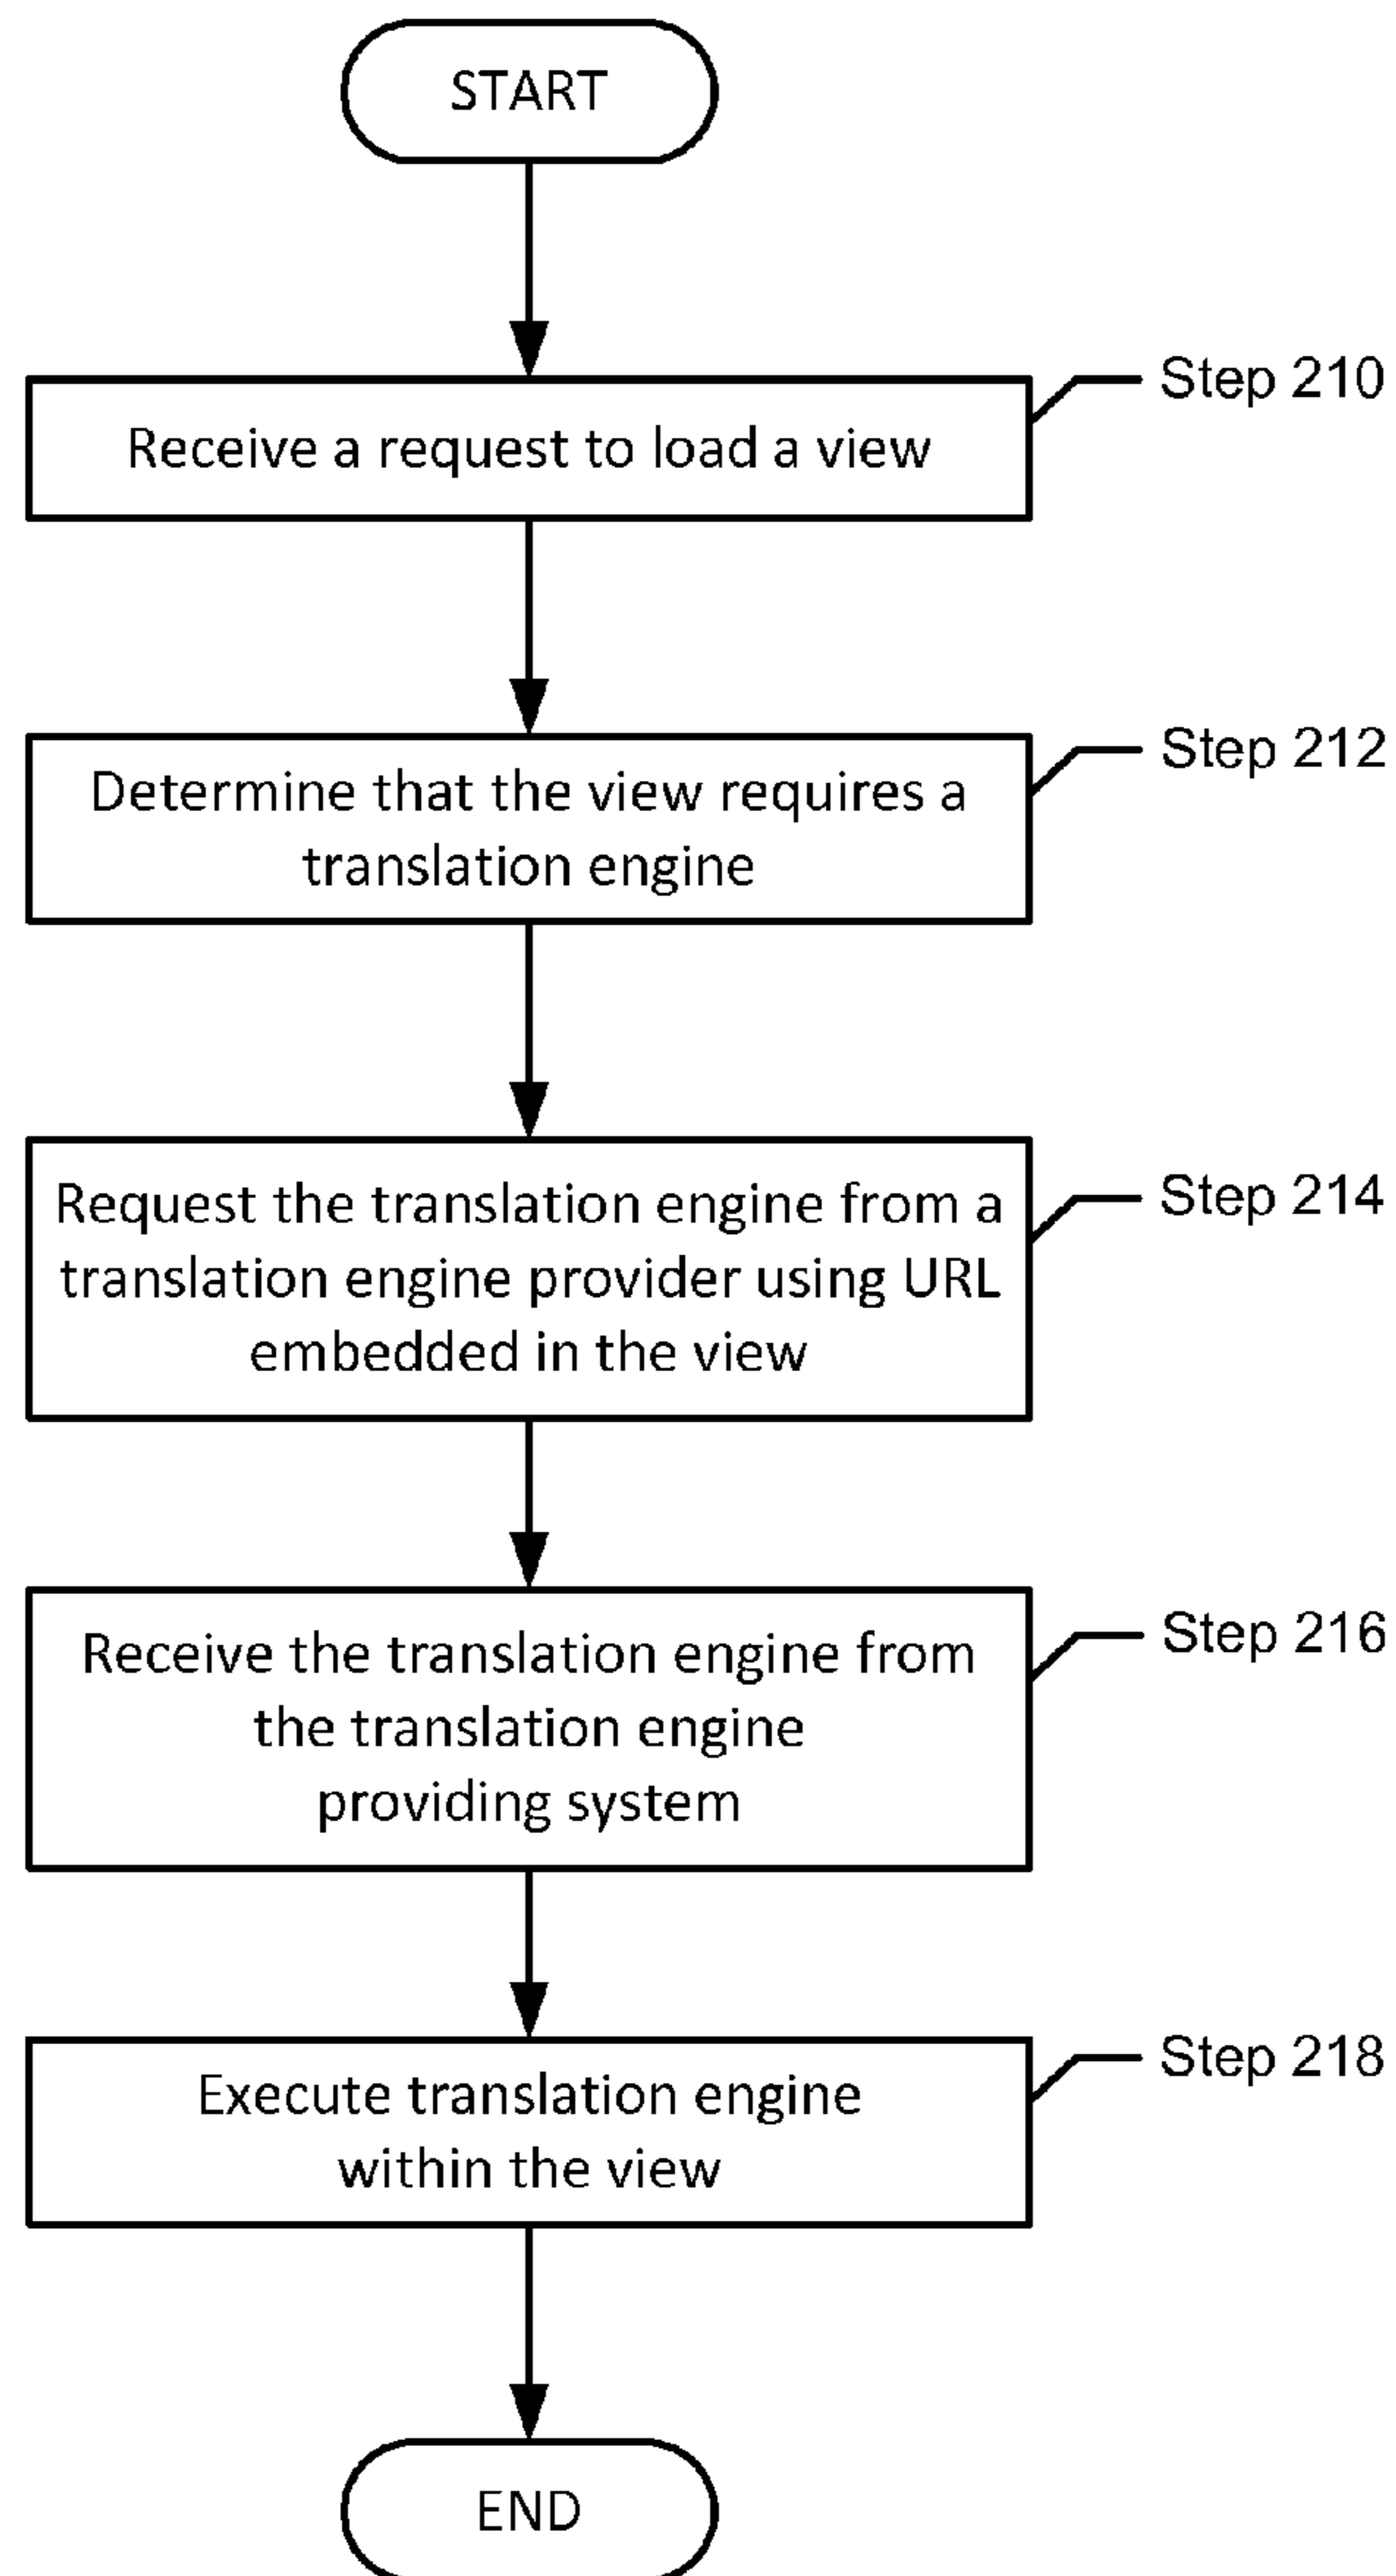 START
Step 210
Receive a request to load a view
Step 212
Determine that the view requires a
translation engine
Step 214
Request the translation engine from a
translation engine provider using URL
embedded in the view
Step 216
Receive the translation engine from
the translation engine
providing system
Step 218
Execute translation engine
within the view
END